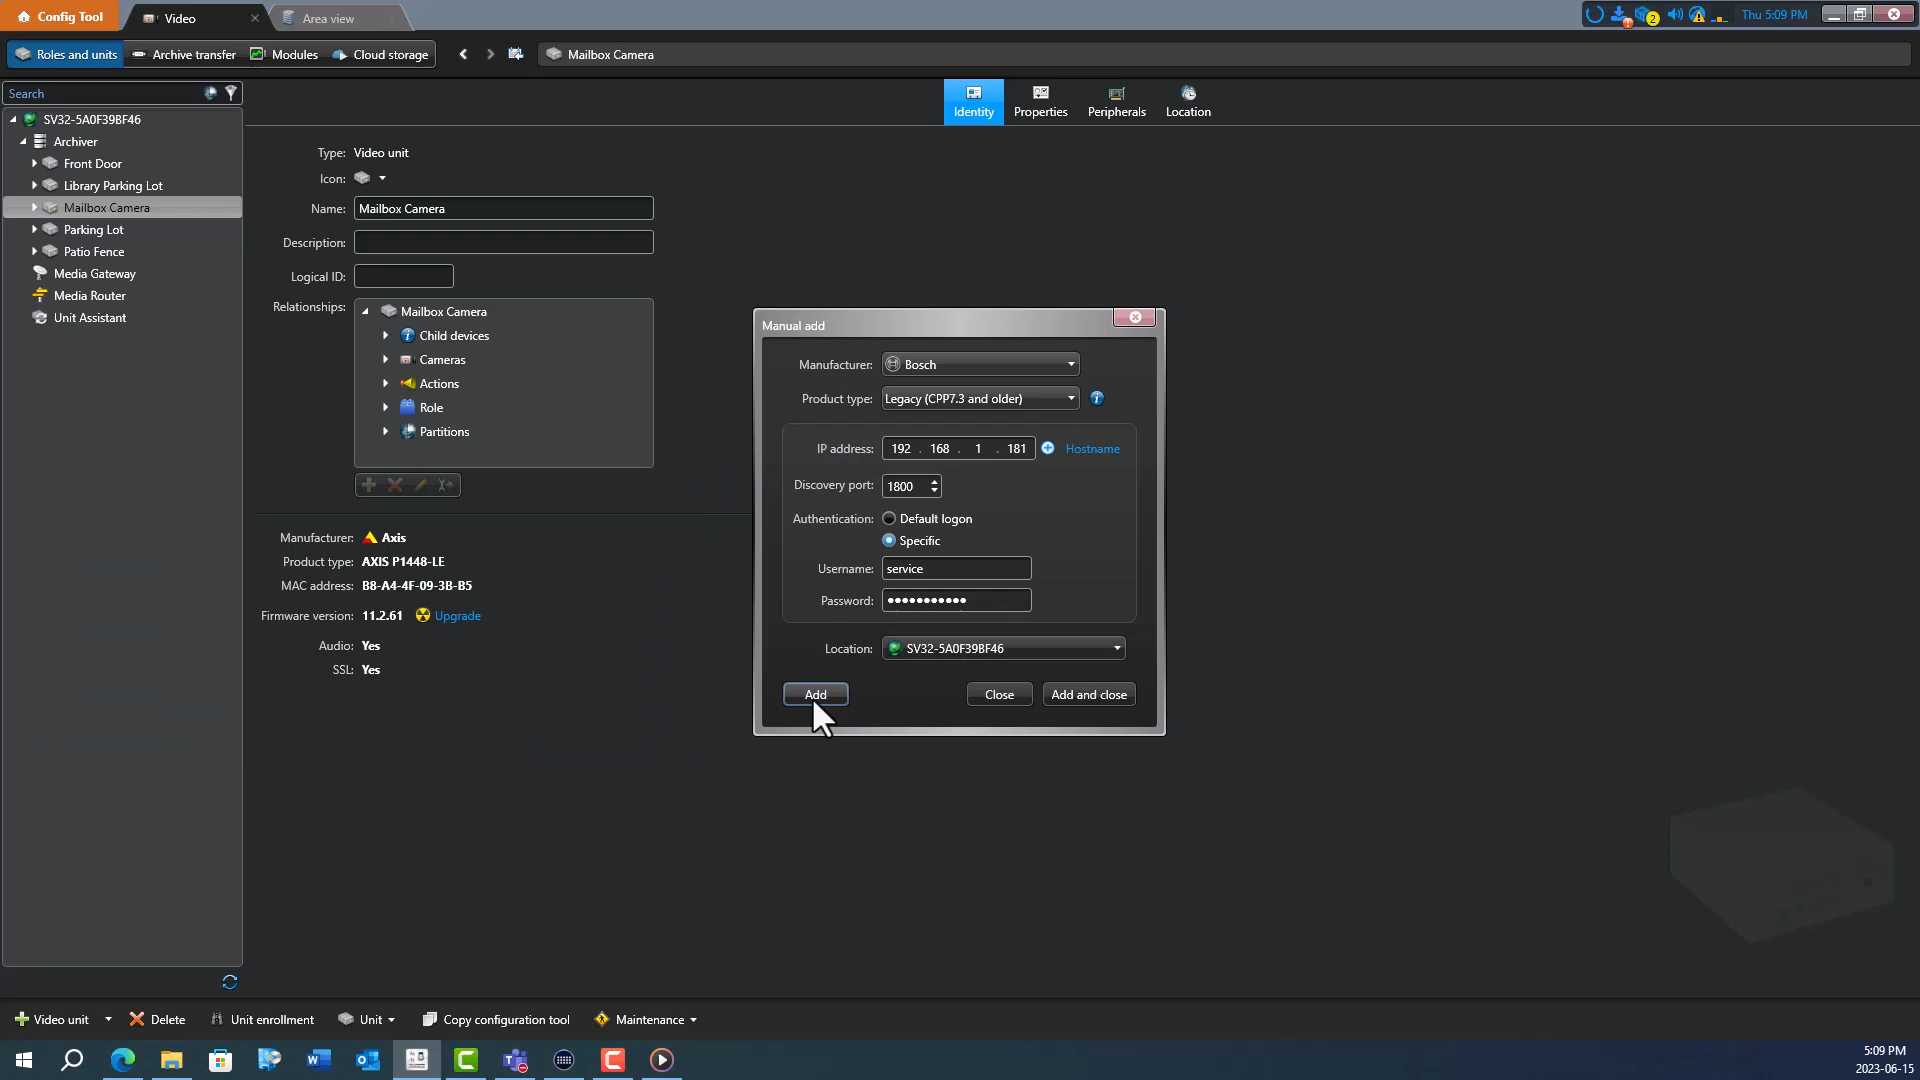 Config Tool
Video
Area view
2
Thu 5:09 PM
Roles and units
Archive transfer
Modules
Cloud storage
Mailbox Camera
Search
Identity
Properties
Peripherals
Location
SV32-5A0F39BF46
Archiver
Front Door
Library Parking Lot
Mailbox Camera
Parking Lot
Patio Fence
Media Gateway
Media Router
Unit Assistant
Type: Video unit
Icon:
Name: Mailbox Camera
Description:
Logical ID:
Relationships: Mailbox Camera
Child devices
Cameras
Actions
Role
Partitions
Manufacturer: Axis
Product type: AXIS P1448-LE
MAC address: B8-A4-4F-09-3B-B5
Firmware version: 11.2.61 Upgrade
Audio: Yes
SSL: Yes
Manual add
Manufacturer: Bosch
Product type: Legacy (CPP7.3 and older)
IP address: 192 . 168 . 1 . 181 Hostname
Discovery port: 1800
Authentication: Default logon
Specific
Username: service
Password: •••••••••••
Location: SV32-5A0F39BF46
Add
Close
Add and close
Video unit
Delete
Unit enrollment
Unit
Copy configuration tool
Maintenance
5:09 PM
2023-06-15